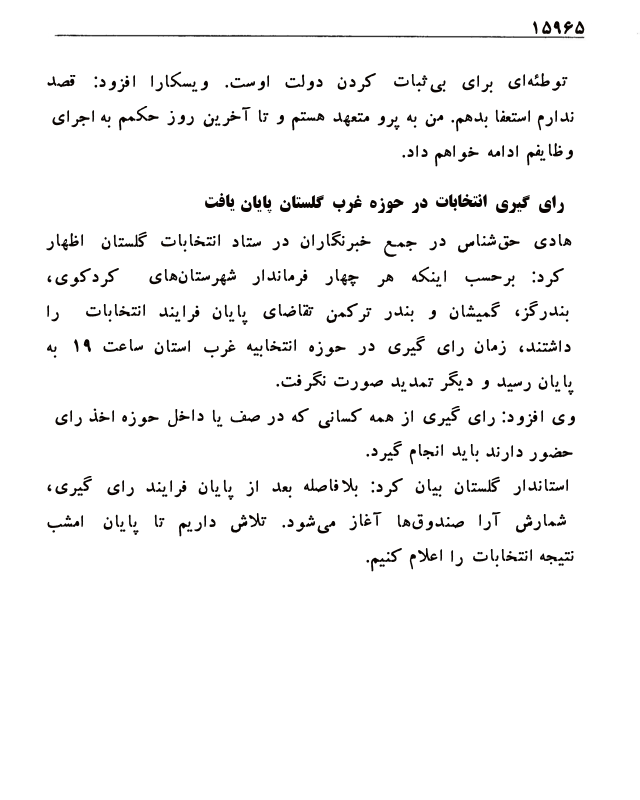 ۱۵۹۶۵
توطئه‌ای برای بی‌ثبات کردن دولت اوست. ویسکارا افزود: قصد
ندارم استعفا بدهم. من به پرو متعهد هستم و تا آخرین روز حکمم به اجرای
وظایفم ادامه خواهم داد.
رای گیری انتخابات در حوزه غرب گلستان پایان یافت
هادی حق‌شناس در جمع خبرنگاران در ستاد انتخابات گلستان اظهار
کرد: برحسب اینکه هر چهار فرماندار شهرستان‌های کردکوی،
بندرگز، گمیشان و بندر ترکمن تقاضای پایان فرایند انتخابات را
داشتند، زمان رای گیری در حوزه انتخابیه غرب استان ساعت ۱۹ به
پایان رسید و دیگر تمدید صورت نگرفت.
وی افزود: رای گیری از همه کسانی که در صف یا داخل حوزه اخذ رای
حضور دارند باید انجام گیرد.
استاندار گلستان بیان کرد: بلافاصله بعد از پایان فرایند رای گیری،
شمارش آرا صندوق‌ها آغاز می‌شود. تلاش داریم تا پایان امشب
نتیجه انتخابات را اعلام کنیم.